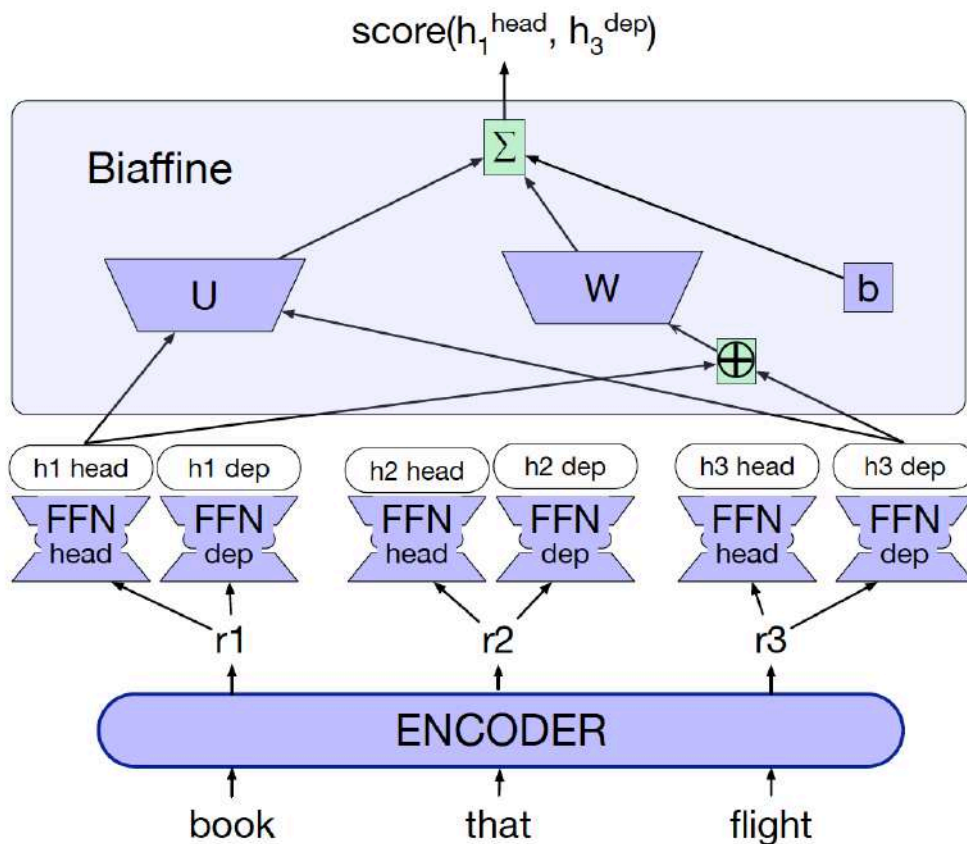 score(h₁ʰᵉᵃᵈ, h₃ᵈᵉᵖ)
Σ
Biaffine
U W b
⊕
h1 head h1 dep h2 head h2 dep h3 head h3 dep
FFN FFN FFN FFN FFN FFN
head dep head dep head dep
r1 r2 r3
ENCODER
book that flight